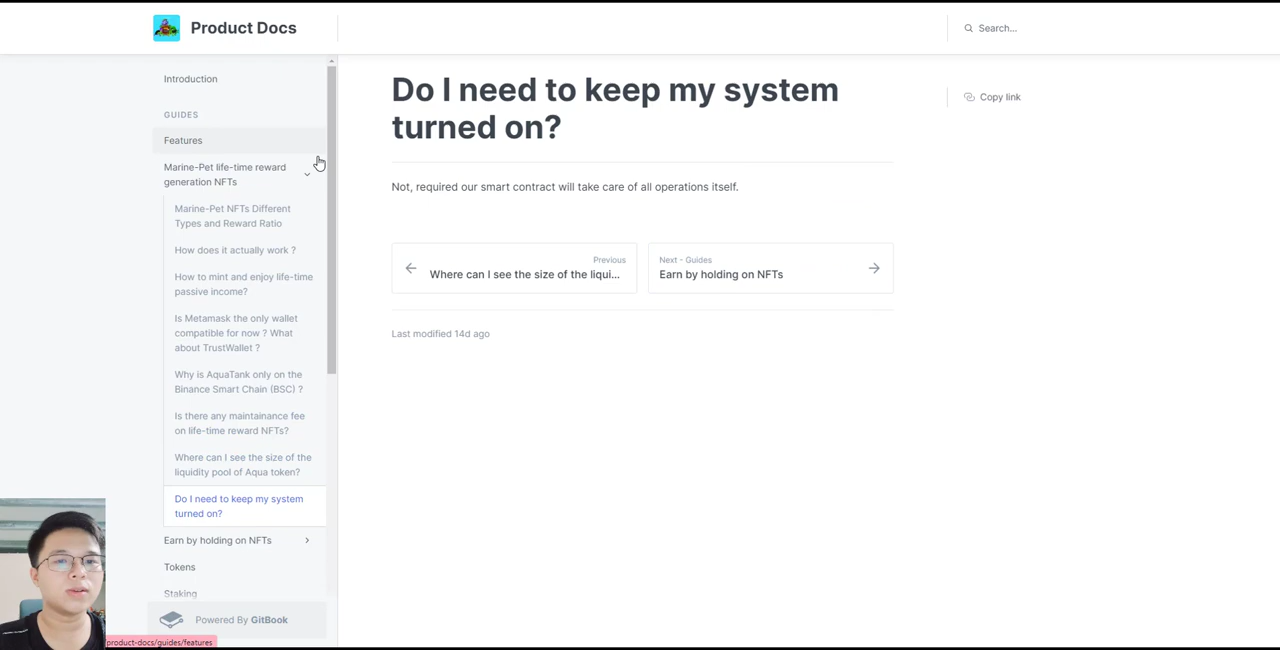 Product Docs
Search...
Introduction
GUIDES
Features
Marine-Pet life-time reward
generation NFTs
Marine-Pet NFTs Different
Types and Reward Ratio
How does it actually work ?
How to mint and enjoy life-time
passive income?
Is Metamask the only wallet
compatible for now ? What
about TrustWallet ?
Why is AquaTank only on the
Binance Smart Chain (BSC) ?
Is there any maintainance fee
on life-time reward NFTs?
Where can I see the size of the
liquidity pool of Aqua token?
Do I need to keep my system
turned on?
Earn by holding on NFTs
Tokens
Staking
Powered By GitBook
product-docs/guides/features
Do I need to keep my system
turned on?
Copy link
Not, required our smart contract will take care of all operations itself.
Previous
Where can I see the size of the liqui...
Next - Guides
Earn by holding on NFTs
Last modified 14d ago